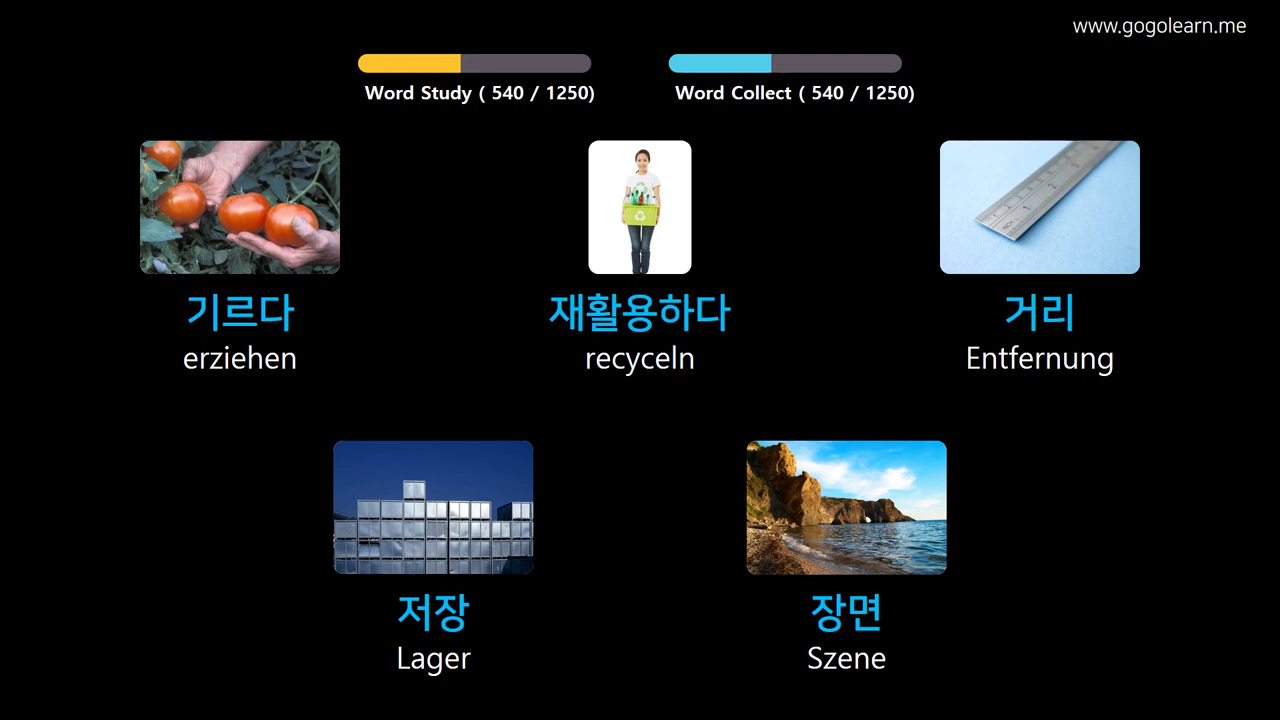 www.gogolearn.me
Word Study ( 540 / 1250)
Word Collect ( 540 / 1250)
기르다
erziehen
재활용하다
recyceln
거리
Entfernung
저장
Lager
장면
Szene